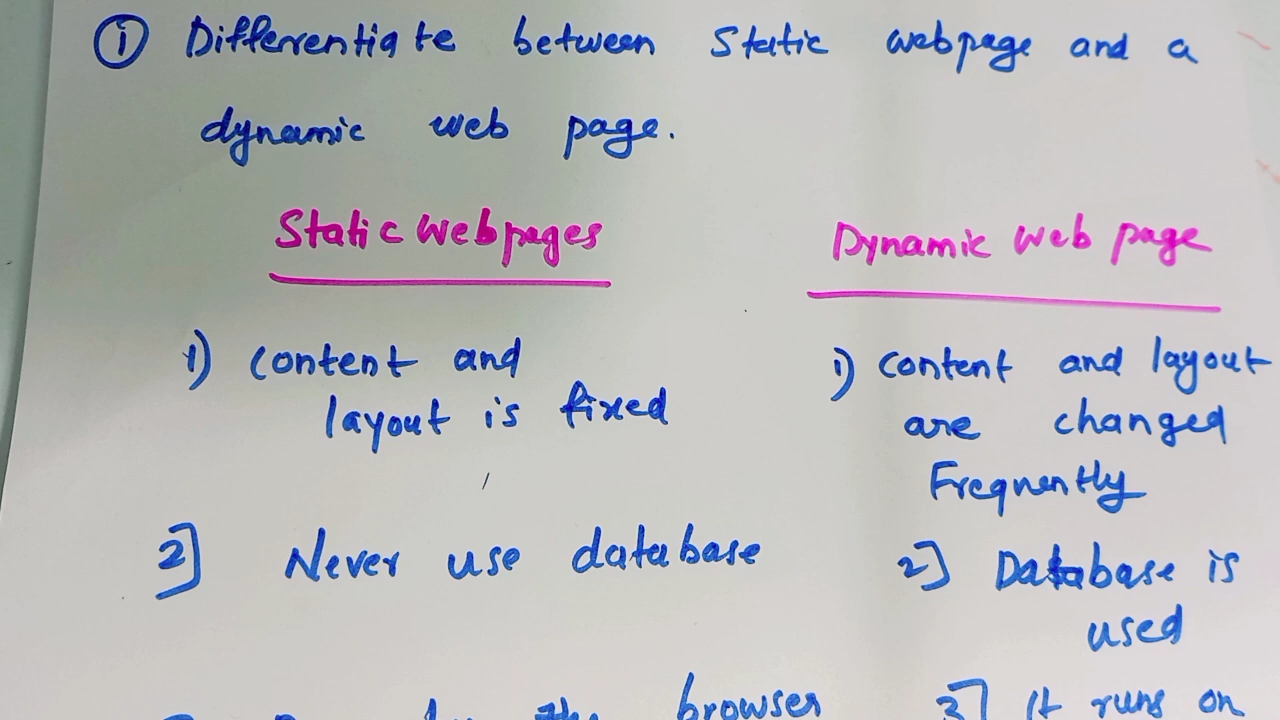 ① Differentiate between Static webpage and a
dynamic web page.
Static Webpages
1) content and
layout is fixed
2] Never use database
the browser
Dynamic Web page
1) content and layout
are changed
Frequently
2] Database is
used
3] It runs on